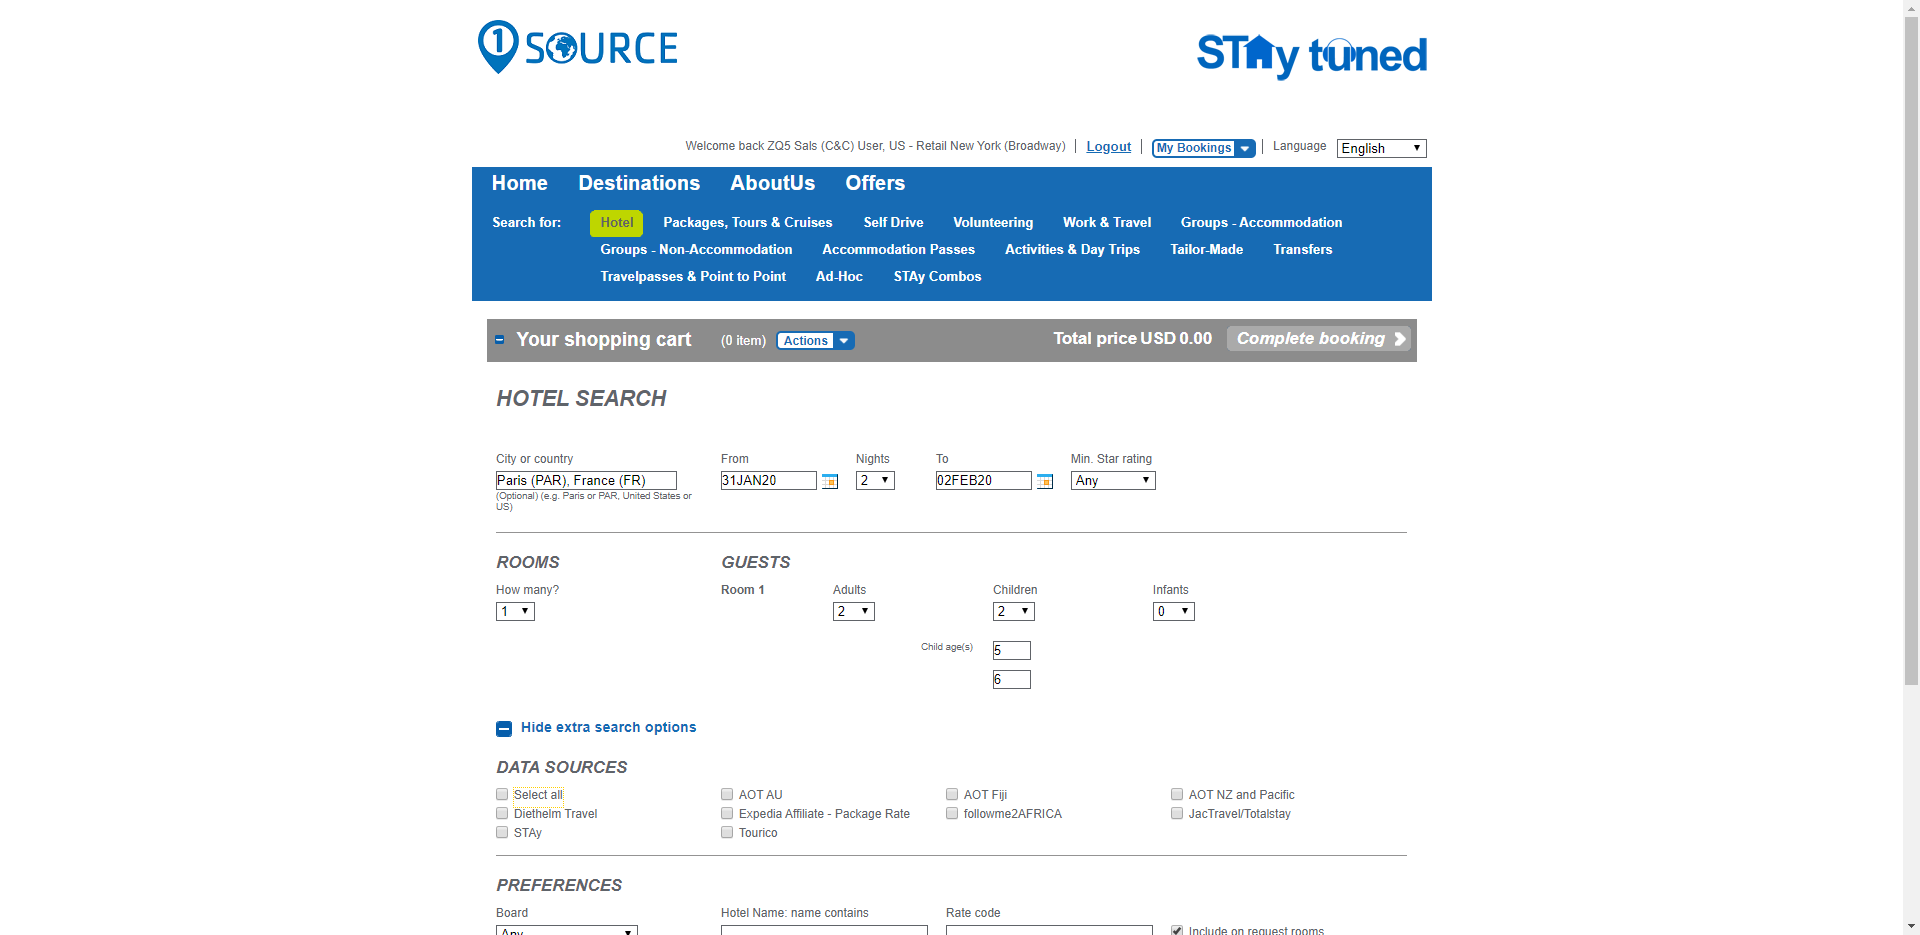 1 SOURCE
STAy tuned
Welcome back ZQ5 Sals (C&C) User, US - Retail New York (Broadway) Logout My Bookings Language English
Home Destinations AboutUs Offers
Search for: Hotel Packages, Tours & Cruises Self Drive Volunteering Work & Travel Groups - Accommodation
Groups - Non-Accommodation Accommodation Passes Activities & Day Trips Tailor-Made Transfers
Travelpasses & Point to Point Ad-Hoc STAy Combos
Your shopping cart (0 item) Actions Total price USD 0.00 Complete booking
HOTEL SEARCH
City or country From Nights To Min. Star rating
Paris (PAR), France (FR) 31JAN20 2 02FEB20 Any
(Optional) (e.g. Paris or PAR, United States or
US)
ROOMS GUESTS
How many? Room 1 Adults Children Infants
1 2 2 0
Child age(s) 5
6
Hide extra search options
DATA SOURCES
Select all AOT AU AOT Fiji AOT NZ and Pacific
Diethelm Travel Expedia Affiliate - Package Rate followme2AFRICA JacTravel/Totalstay
STAy Tourico
PREFERENCES
Board Hotel Name: name contains Rate code
Any Include on request rooms